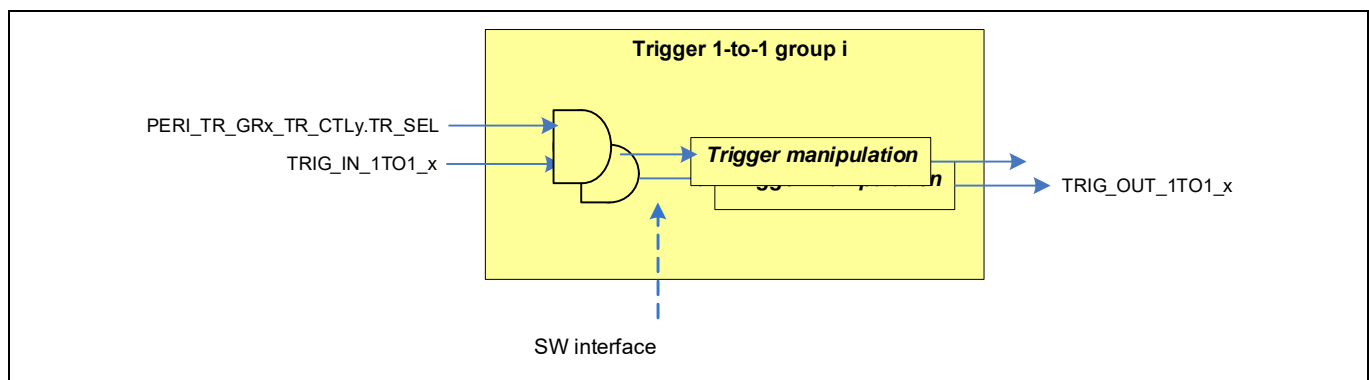 Trigger 1-to-1 group i
PERI_TR_GRx_TR_CTLy.TR_SEL
TRIG_IN_1TO1_x
Trigger manipulation
TRIG_OUT_1TO1_x
SW interface